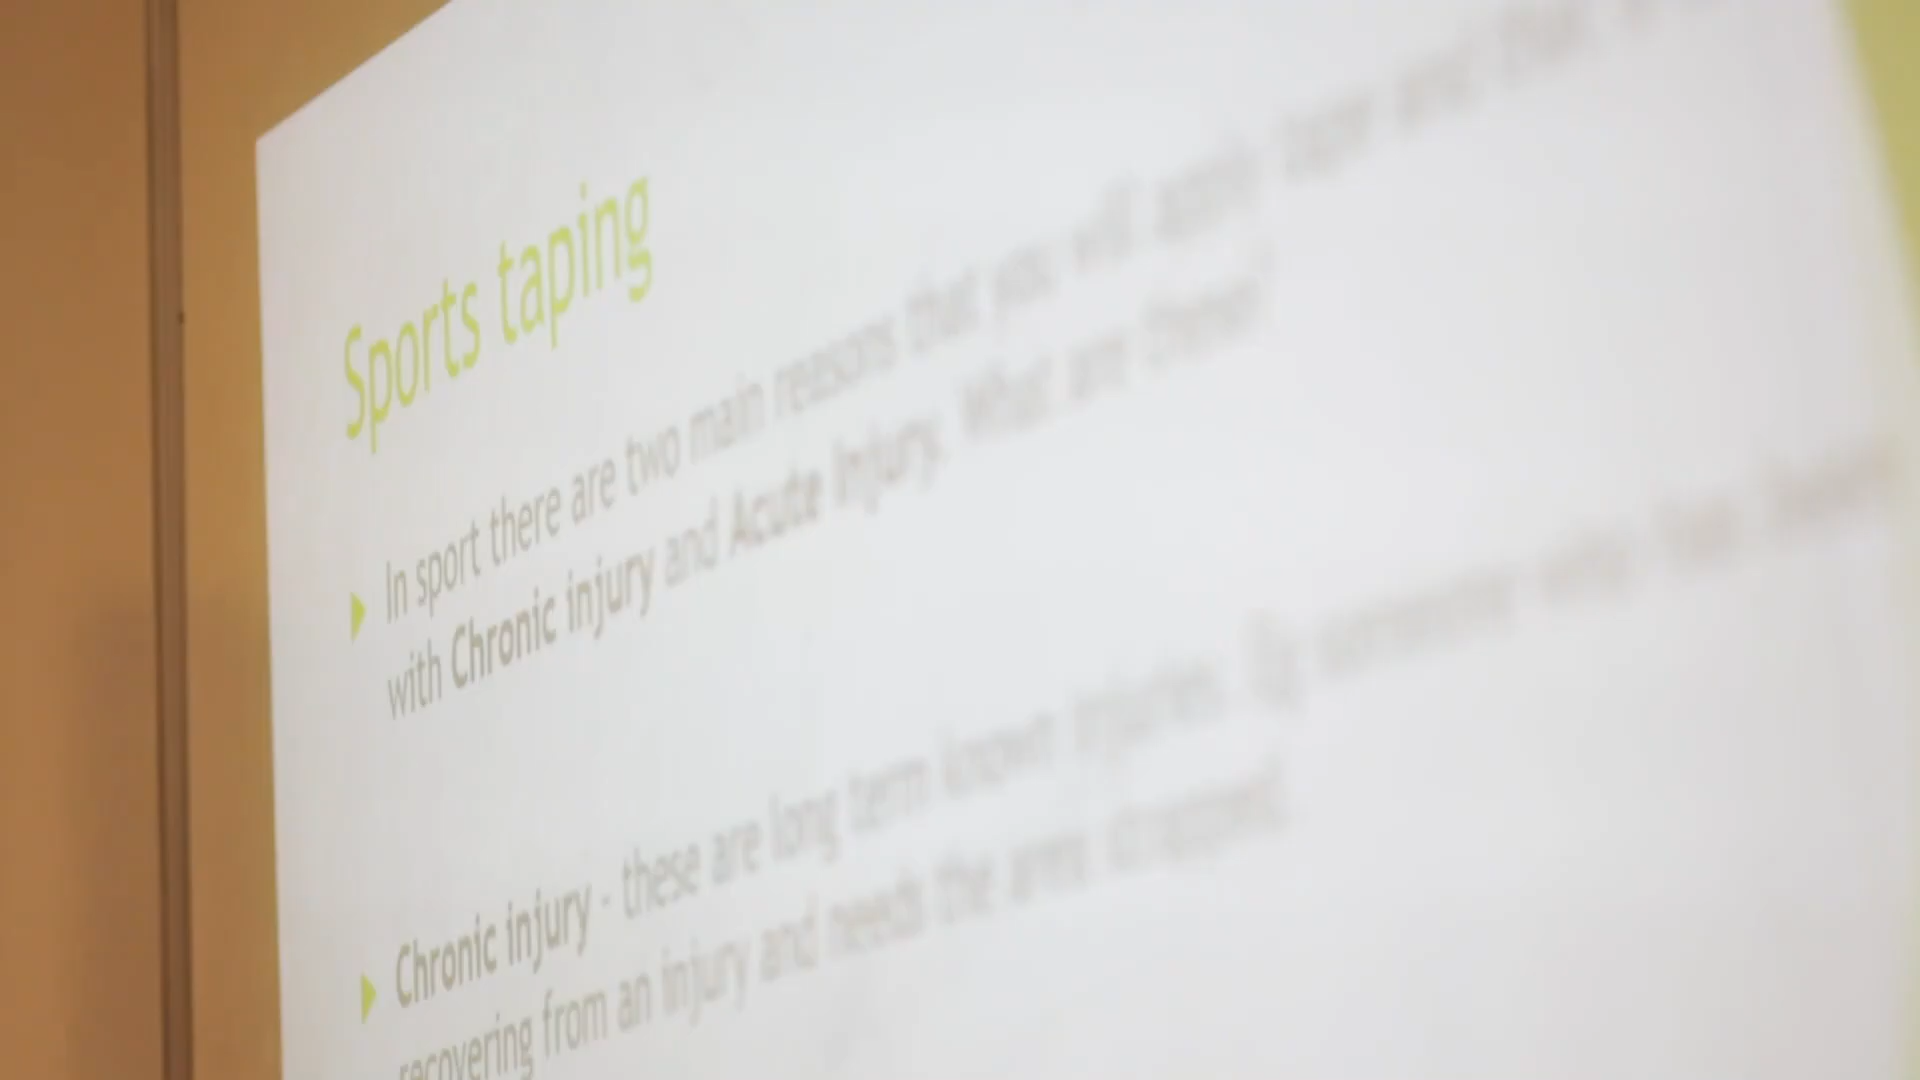 Sports taping
In sport there are two main reasons that you will apply tape and that
with Chronic injury and Acute Injury. What are these?
Chronic injury - these are long term known injuries. Eg someone who has
recovering from an injury and needs the area strapped.